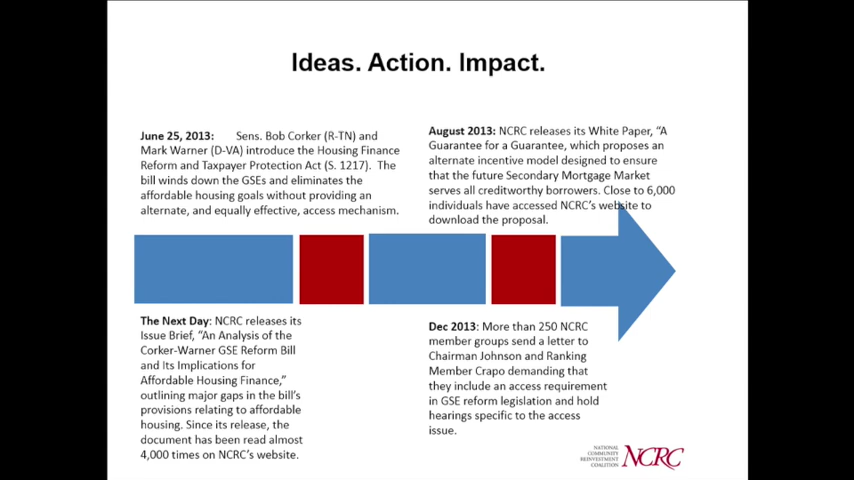 Ideas. Action. Impact.
June 25, 2013: Sens. Bob Corker (R-TN) and
Mark Warner (D-VA) introduce the Housing Finance
Reform and Taxpayer Protection Act (S. 1217). The
bill winds down the GSEs and eliminates the
affordable housing goals without providing an
alternate, and equally effective, access mechanism.
August 2013: NCRC releases its White Paper, “A
Guarantee for a Guarantee, which proposes an
alternate incentive model designed to ensure
that the future Secondary Mortgage Market
serves all creditworthy borrowers. Close to 6,000
individuals have accessed NCRC’s website to
download the proposal.
The Next Day: NCRC releases its
Issue Brief, “An Analysis of the
Corker-Warner GSE Reform Bill
and Its Implications for
Affordable Housing Finance,”
outlining major gaps in the bill’s
provisions relating to affordable
housing. Since its release, the
document has been read almost
4,000 times on NCRC’s website.
Dec 2013: More than 250 NCRC
member groups send a letter to
Chairman Johnson and Ranking
Member Crapo demanding that
they include an access requirement
in GSE reform legislation and hold
hearings specific to the access
issue.
NATIONAL
COMMUNITY
REINVESTMENT
COALITION
NCRC